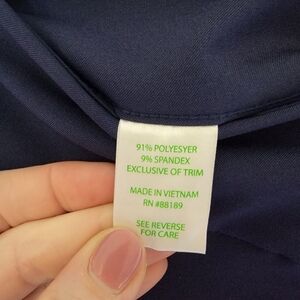 91% POLYESYER
9% SPANDEX
EXCLUSIVE OF TRIM
MADE IN VIETNAM
RN #88189
SEE REVERSE
FOR CARE